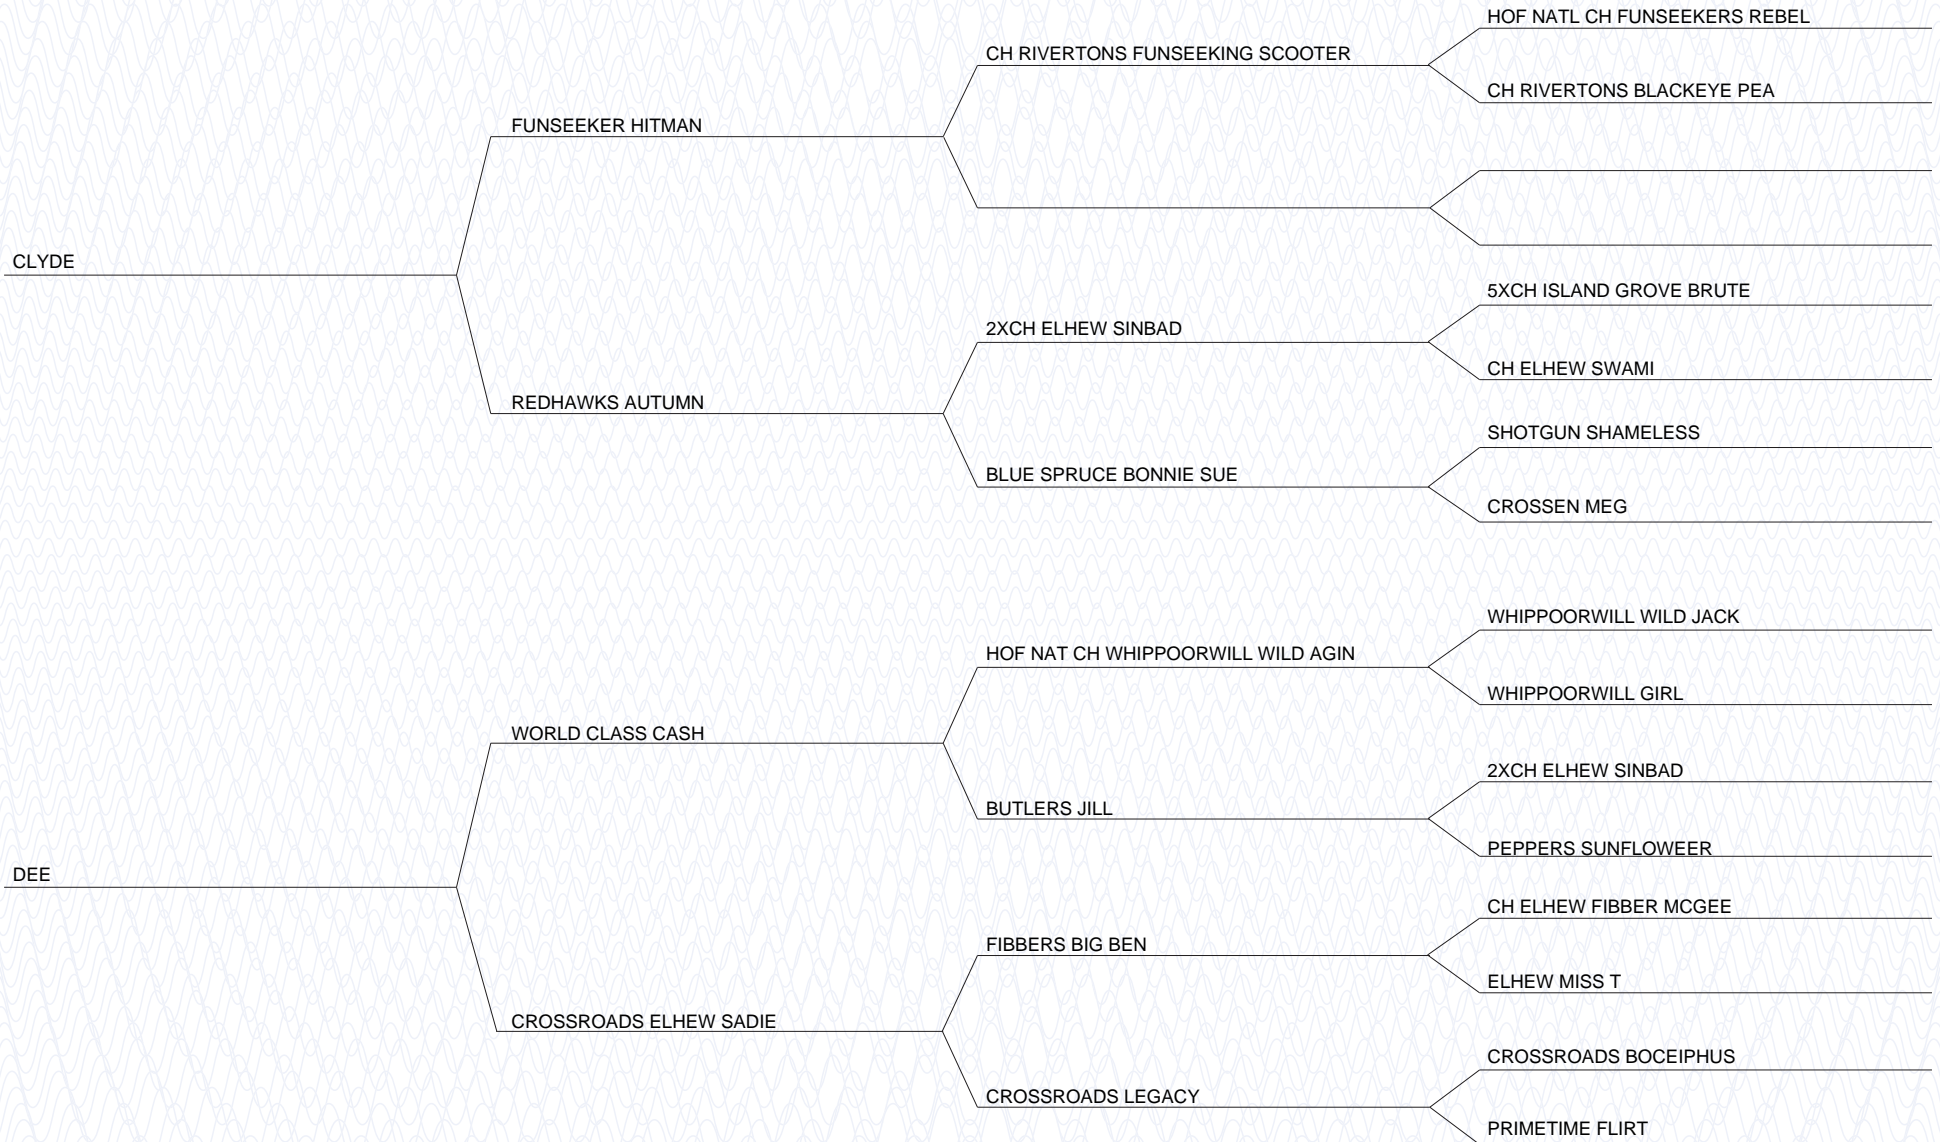 HOF NATL CH FUNSEEKERS REBEL
CH RIVERTONS FUNSEEKING SCOOTER
CH RIVERTONS BLACKEYE PEA
FUNSEEKER HITMAN
CLYDE
5XCH ISLAND GROVE BRUTE
2XCH ELHEW SINBAD
CH ELHEW SWAMI
REDHAWKS AUTUMN
SHOTGUN SHAMELESS
BLUE SPRUCE BONNIE SUE
CROSSEN MEG
WHIPPOORWILL WILD JACK
HOF NAT CH WHIPPOORWILL WILD AGIN
WHIPPOORWILL GIRL
WORLD CLASS CASH
2XCH ELHEW SINBAD
BUTLERS JILL
PEPPERS SUNFLOWEER
DEE
CH ELHEW FIBBER MCGEE
FIBBERS BIG BEN
ELHEW MISS T
CROSSROADS ELHEW SADIE
CROSSROADS BOCEIPHUS
CROSSROADS LEGACY
PRIMETIME FLIRT